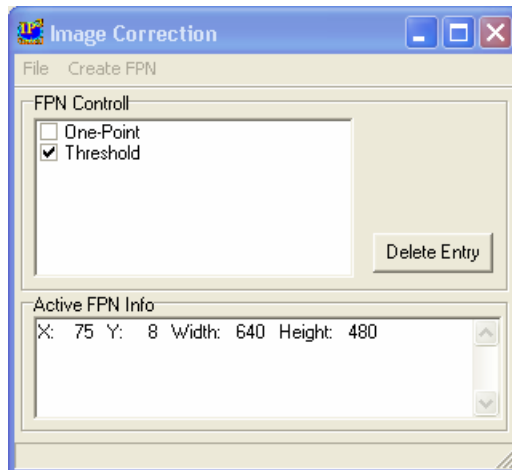 Image Correction
File Create FPN
FPN Controll
One-Point
Threshold
Delete Entry
Active FPN Info
X: 75 Y: 8 Width: 640 Height: 480